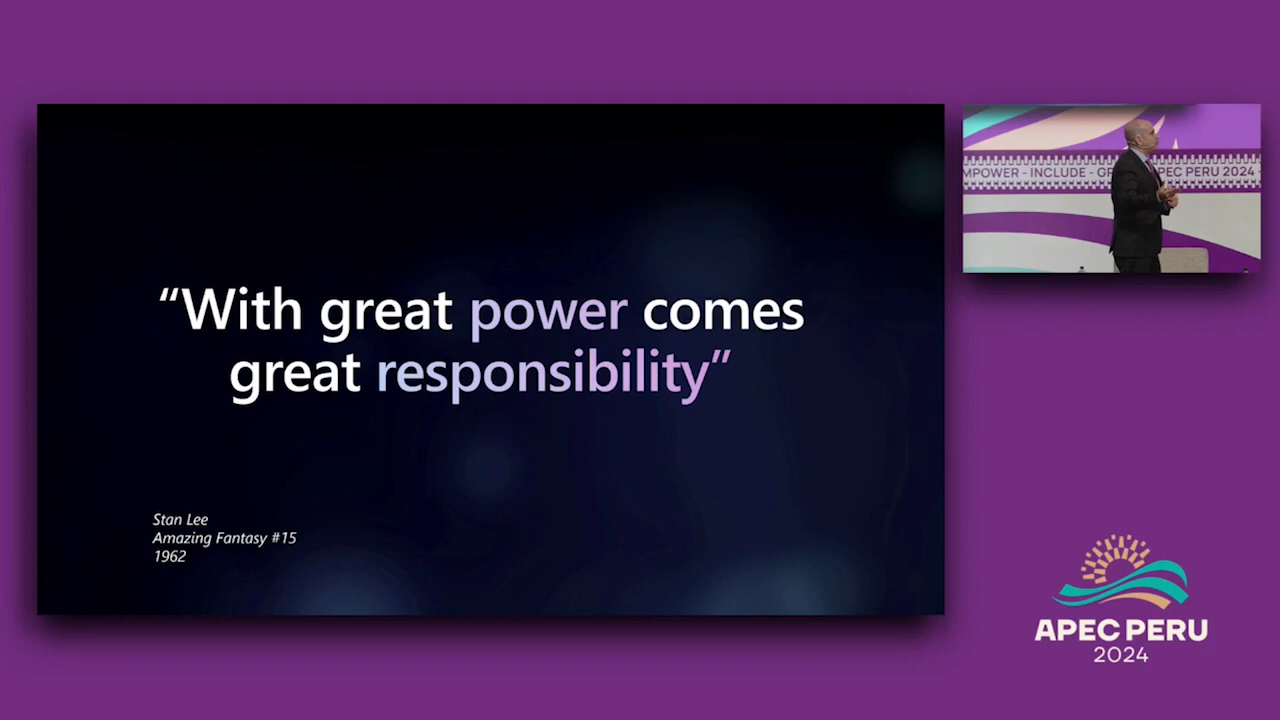 “With great power comes
great responsibility”
Stan Lee
Amazing Fantasy #15
1962
MPOWER - INCLUDE - GR PEC PERU 2024
APEC PERU
2024